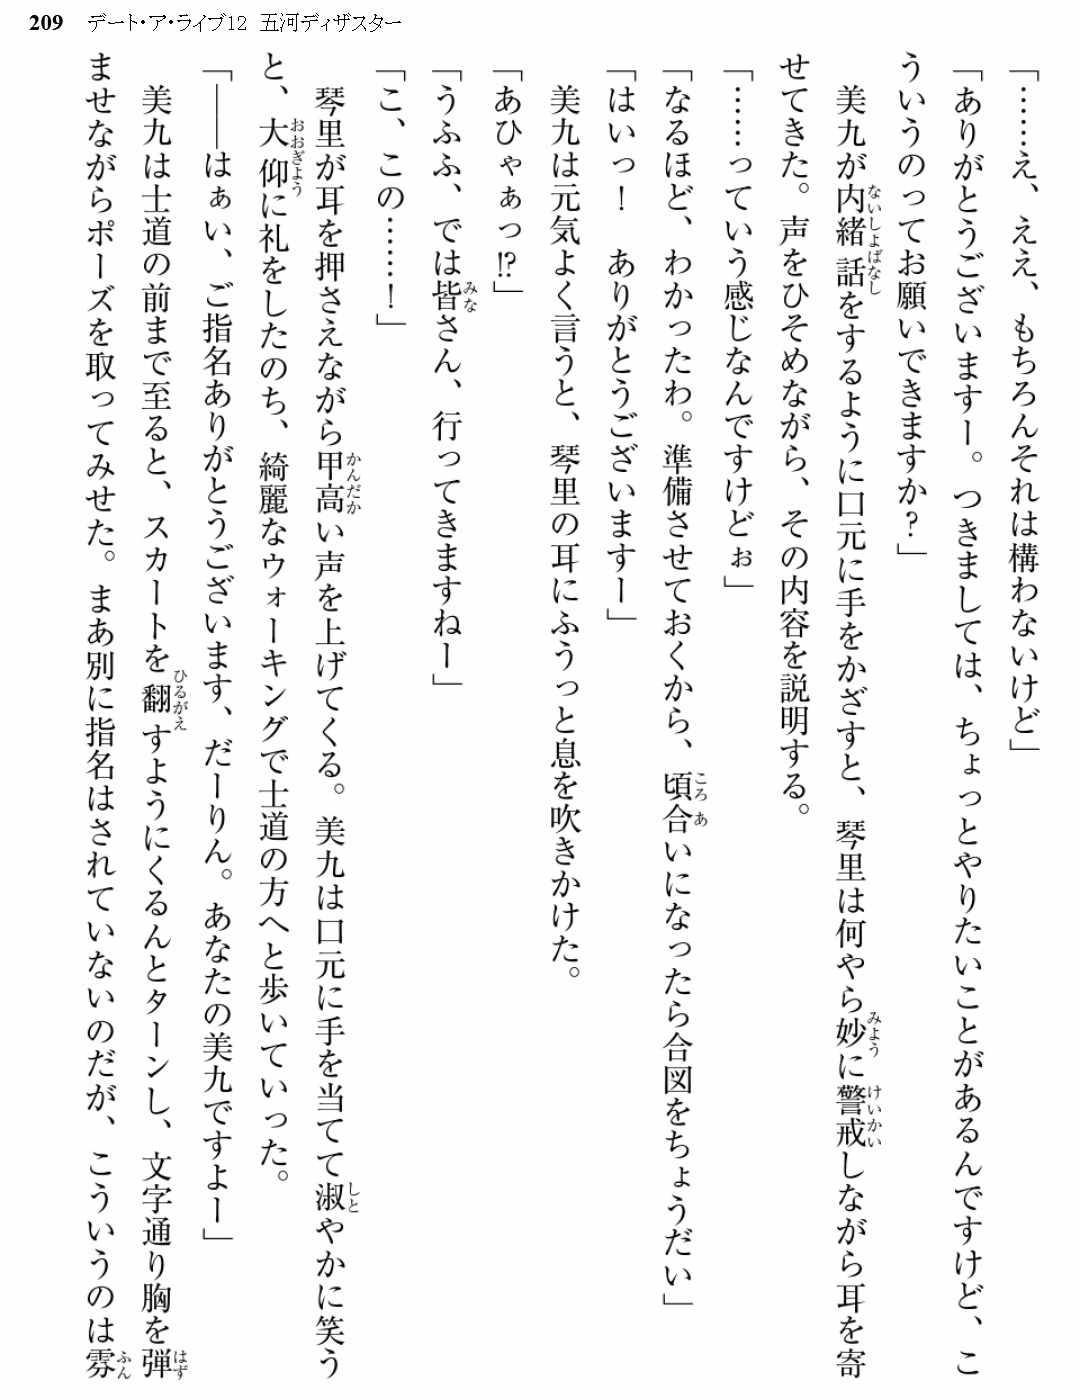 209 デート・ア・ライブ12 五河ディザスター
「……え、ええ、もちろんそれは構わないけど」
「ありがとうございますー。つきましては、ちょっとやりたいことがあるんですけど、こ
ういうのってお願いできますか？」
　美九が内緒話をするように口元に手をかざすと、琴里は何やら妙に警戒しながら耳を寄
せてきた。声をひそめながら、その内容を説明する。
「……っていう感じなんですけどぉ」
「なるほど、わかったわ。準備させておくから、頃合いになったら合図をちょうだい」
「はいっ！　ありがとうございますー」
　美九は元気よく言うと、琴里の耳にふうっと息を吹きかけた。
「あひゃぁっ!?」
「うふふ、では皆さん、行ってきますねー」
「こ、この……！」
　琴里が耳を押さえながら甲高い声を上げてくる。美九は口元に手を当てて淑やかに笑う
と、大仰に礼をしたのち、綺麗なウォーキングで士道の方へと歩いていった。
「――はぁい、ご指名ありがとうございます、だーりん。あなたの美九ですよー」
　美九は士道の前まで至ると、スカートを翻すようにくるんとターンし、文字通り胸を弾
ませながらポーズを取ってみせた。まあ別に指名はされていないのだが、こういうのは雰